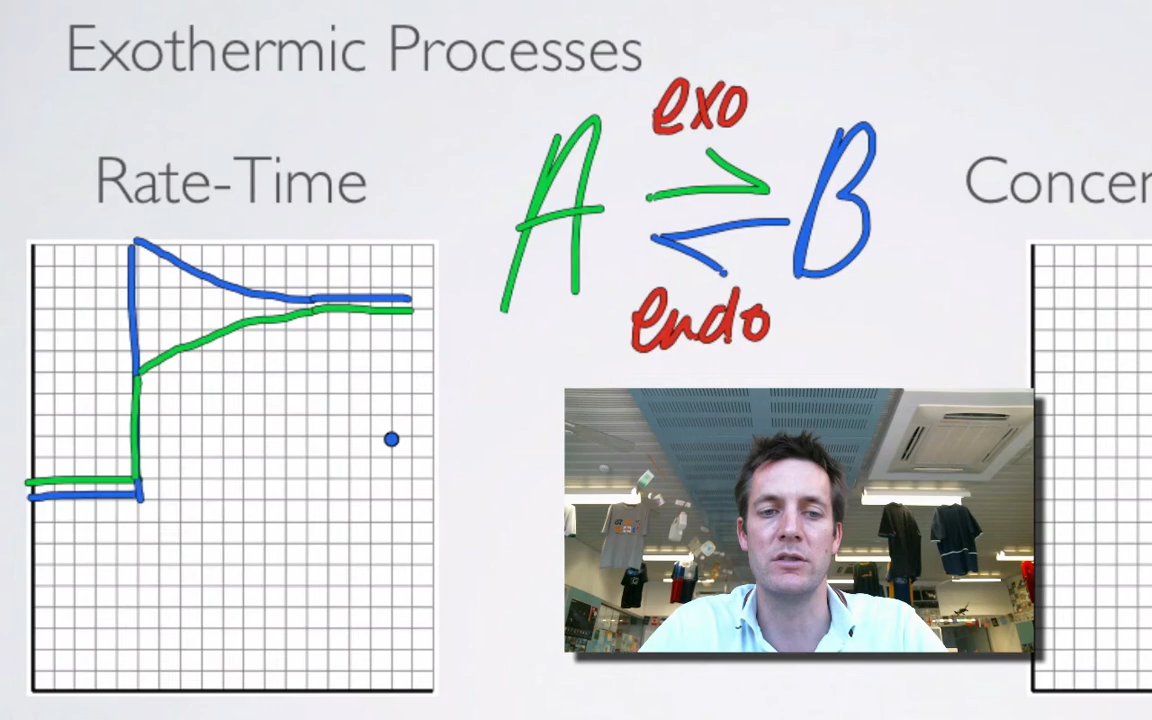 Exothermic Processes
exo
Rate-Time
A ⇌ B
Concer
endo